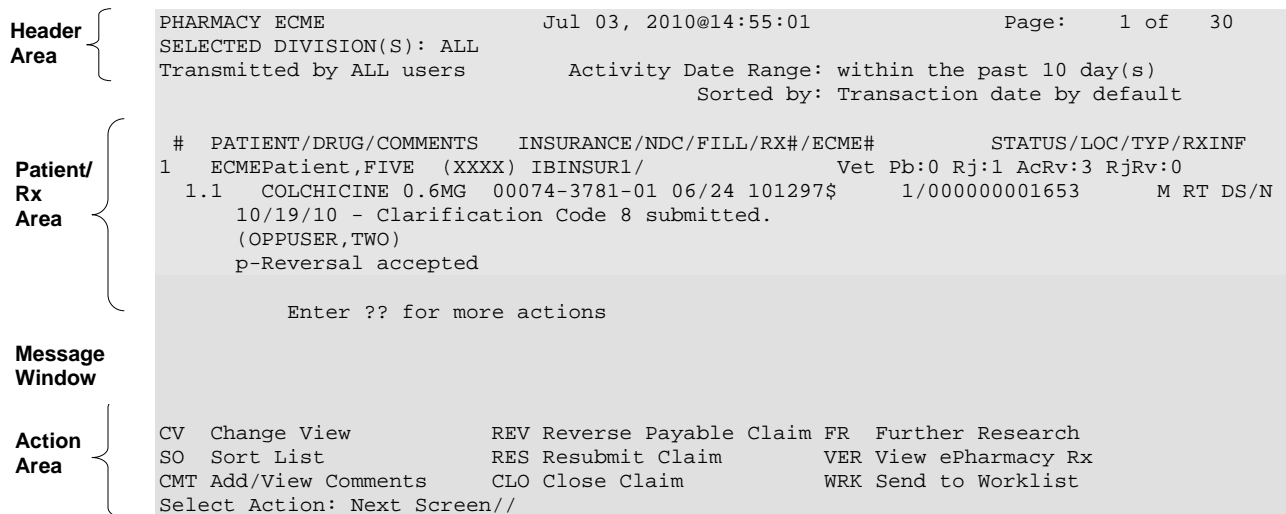 Header
Area
PHARMACY ECME Jul 03, 2010@14:55:01 Page: 1 of 30
SELECTED DIVISION(S): ALL
Transmitted by ALL users Activity Date Range: within the past 10 day(s)
Sorted by: Transaction date by default
Patient/
Rx
Area
# PATIENT/DRUG/COMMENTS INSURANCE/NDC/FILL/RX#/ECME# STATUS/LOC/TYP/RXINF
1 ECMEPatient,FIVE (XXXX) IBINSUR1/ Vet Pb:0 Rj:1 AcRv:3 RjRv:0
1.1 COLCHICINE 0.6MG 00074-3781-01 06/24 101297$ 1/000000001653 M RT DS/N
10/19/10 - Clarification Code 8 submitted.
(OPPUSER,TWO)
p-Reversal accepted
Enter ?? for more actions
Message
Window
Action
Area
CV Change View REV Reverse Payable Claim FR Further Research
SO Sort List RES Resubmit Claim VER View ePharmacy Rx
CMT Add/View Comments CLO Close Claim WRK Send to Worklist
Select Action: Next Screen//